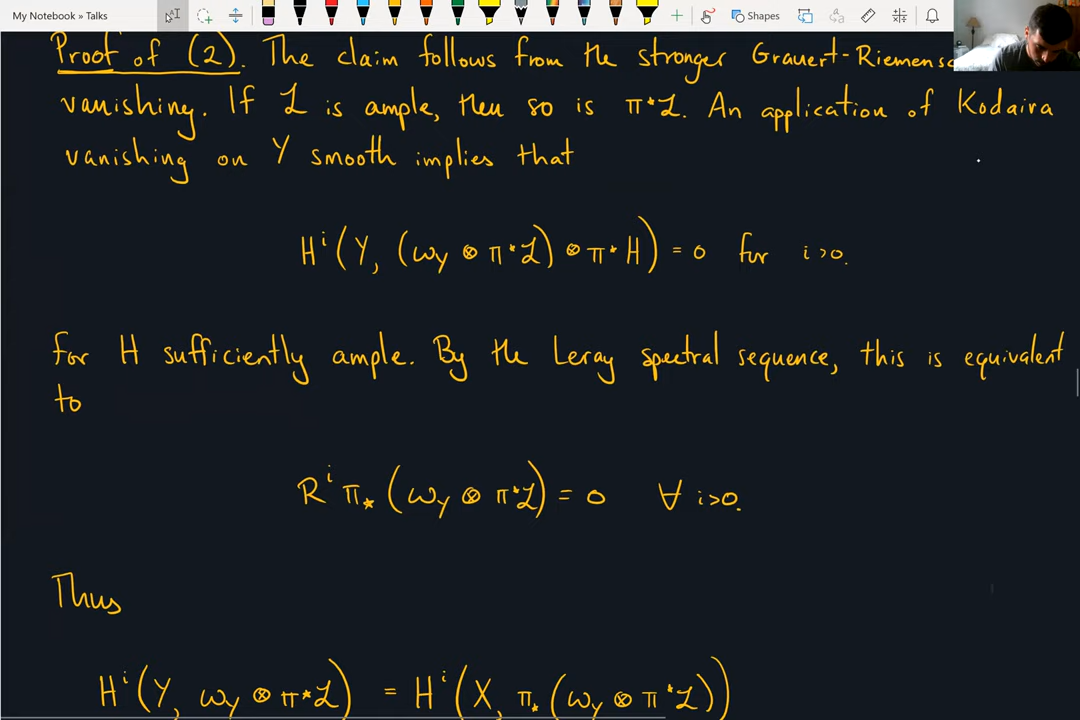 My Notebook » Talks
Shapes
Proof of (2). The claim follows from the stronger Grauert-Riemensc
vanishing. If L is ample, then so is π*L. An application of Kodaira
vanishing on Y smooth implies that
Hⁱ(Y, (ω_Y ⊗ π*L) ⊗ π*H) = 0 for i>0.
for H sufficiently ample. By the Leray spectral sequence, this is equivalent
to
Rⁱπ_*(ω_Y ⊗ π*L) = 0 ∀ i>0.
Thus
Hⁱ(Y, ω_Y ⊗ π*L) = Hⁱ(X, π_*(ω_Y ⊗ π*L))